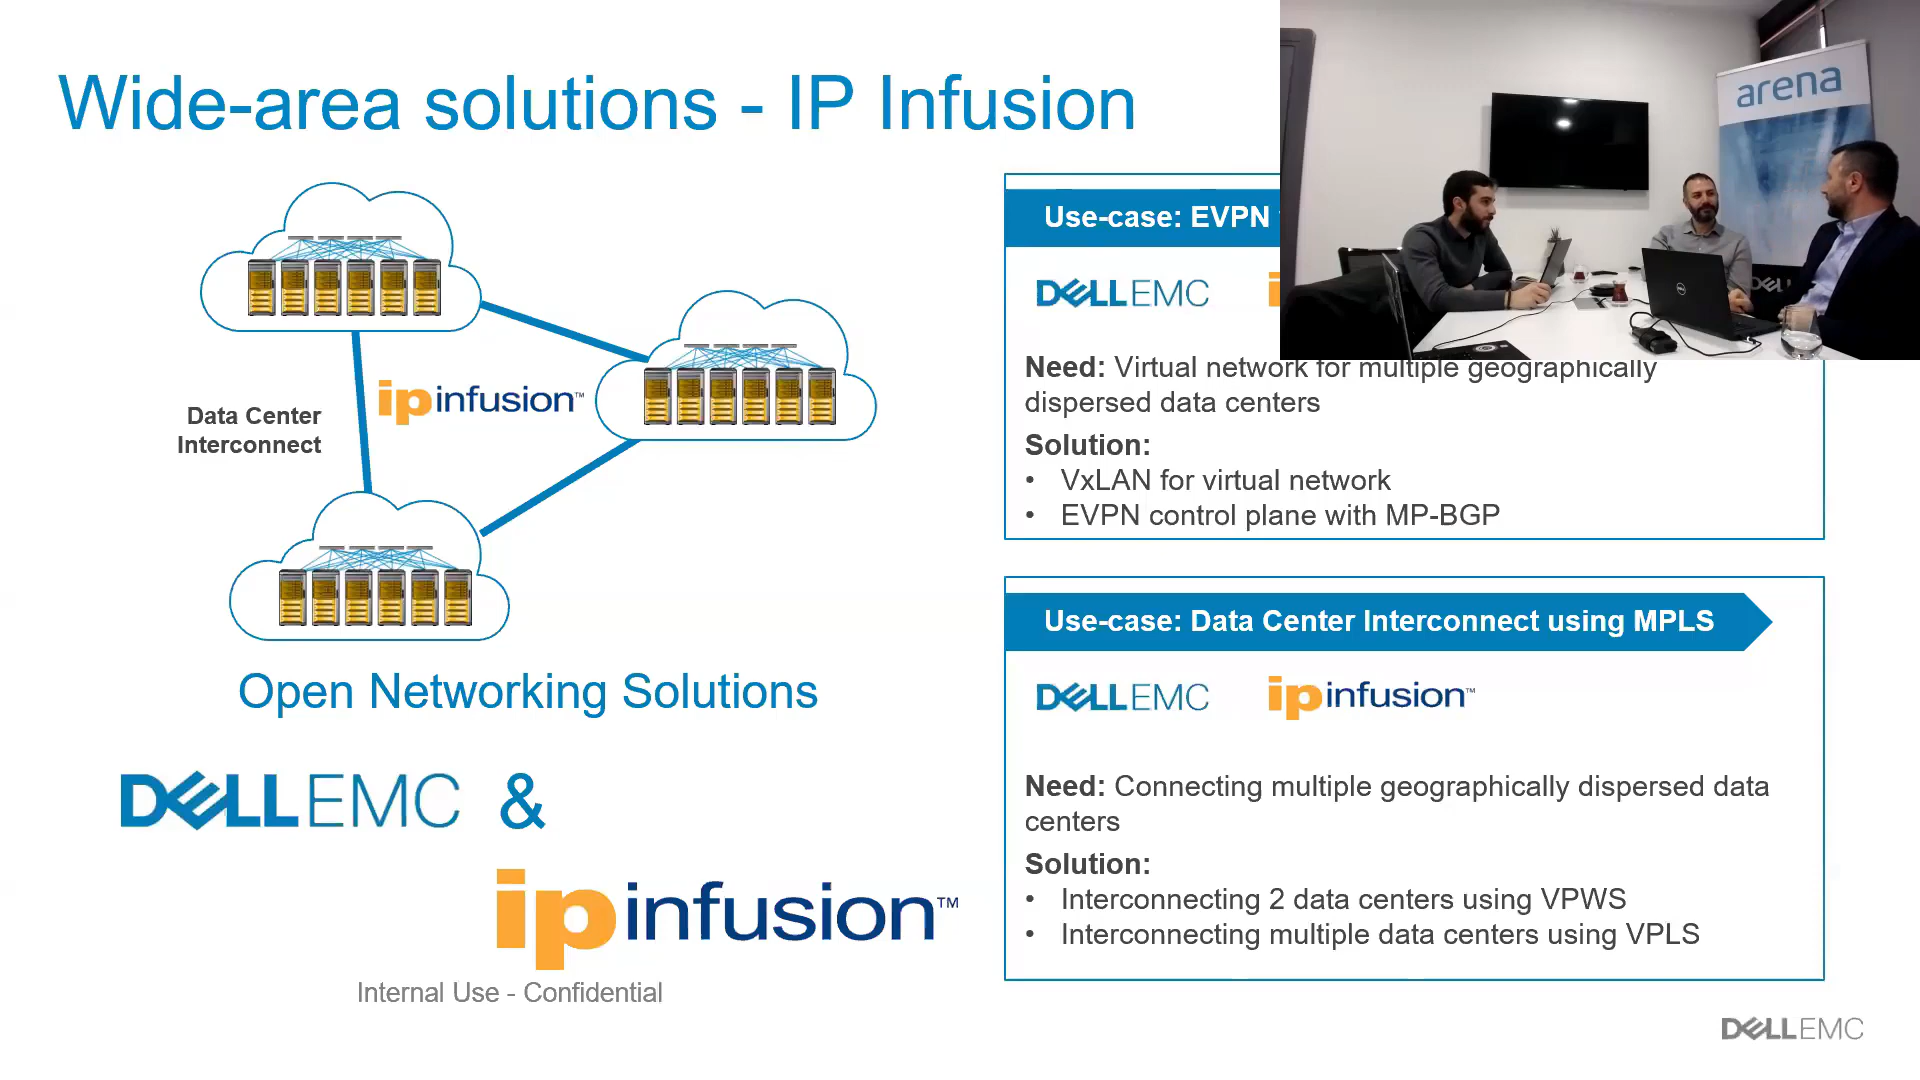 Wide-area solutions - IP Infusion
arena
Use-case: EVPN
DELLEMC
Data Center
Interconnect
ipinfusion™
Need: Virtual network for multiple geographically
dispersed data centers
Solution:
• VxLAN for virtual network
• EVPN control plane with MP-BGP
Use-case: Data Center Interconnect using MPLS
DELLEMC ipinfusion™
Need: Connecting multiple geographically dispersed data
centers
Solution:
• Interconnecting 2 data centers using VPWS
• Interconnecting multiple data centers using VPLS
Open Networking Solutions
DELLEMC &
ipinfusion™
Internal Use - Confidential
DELLEMC